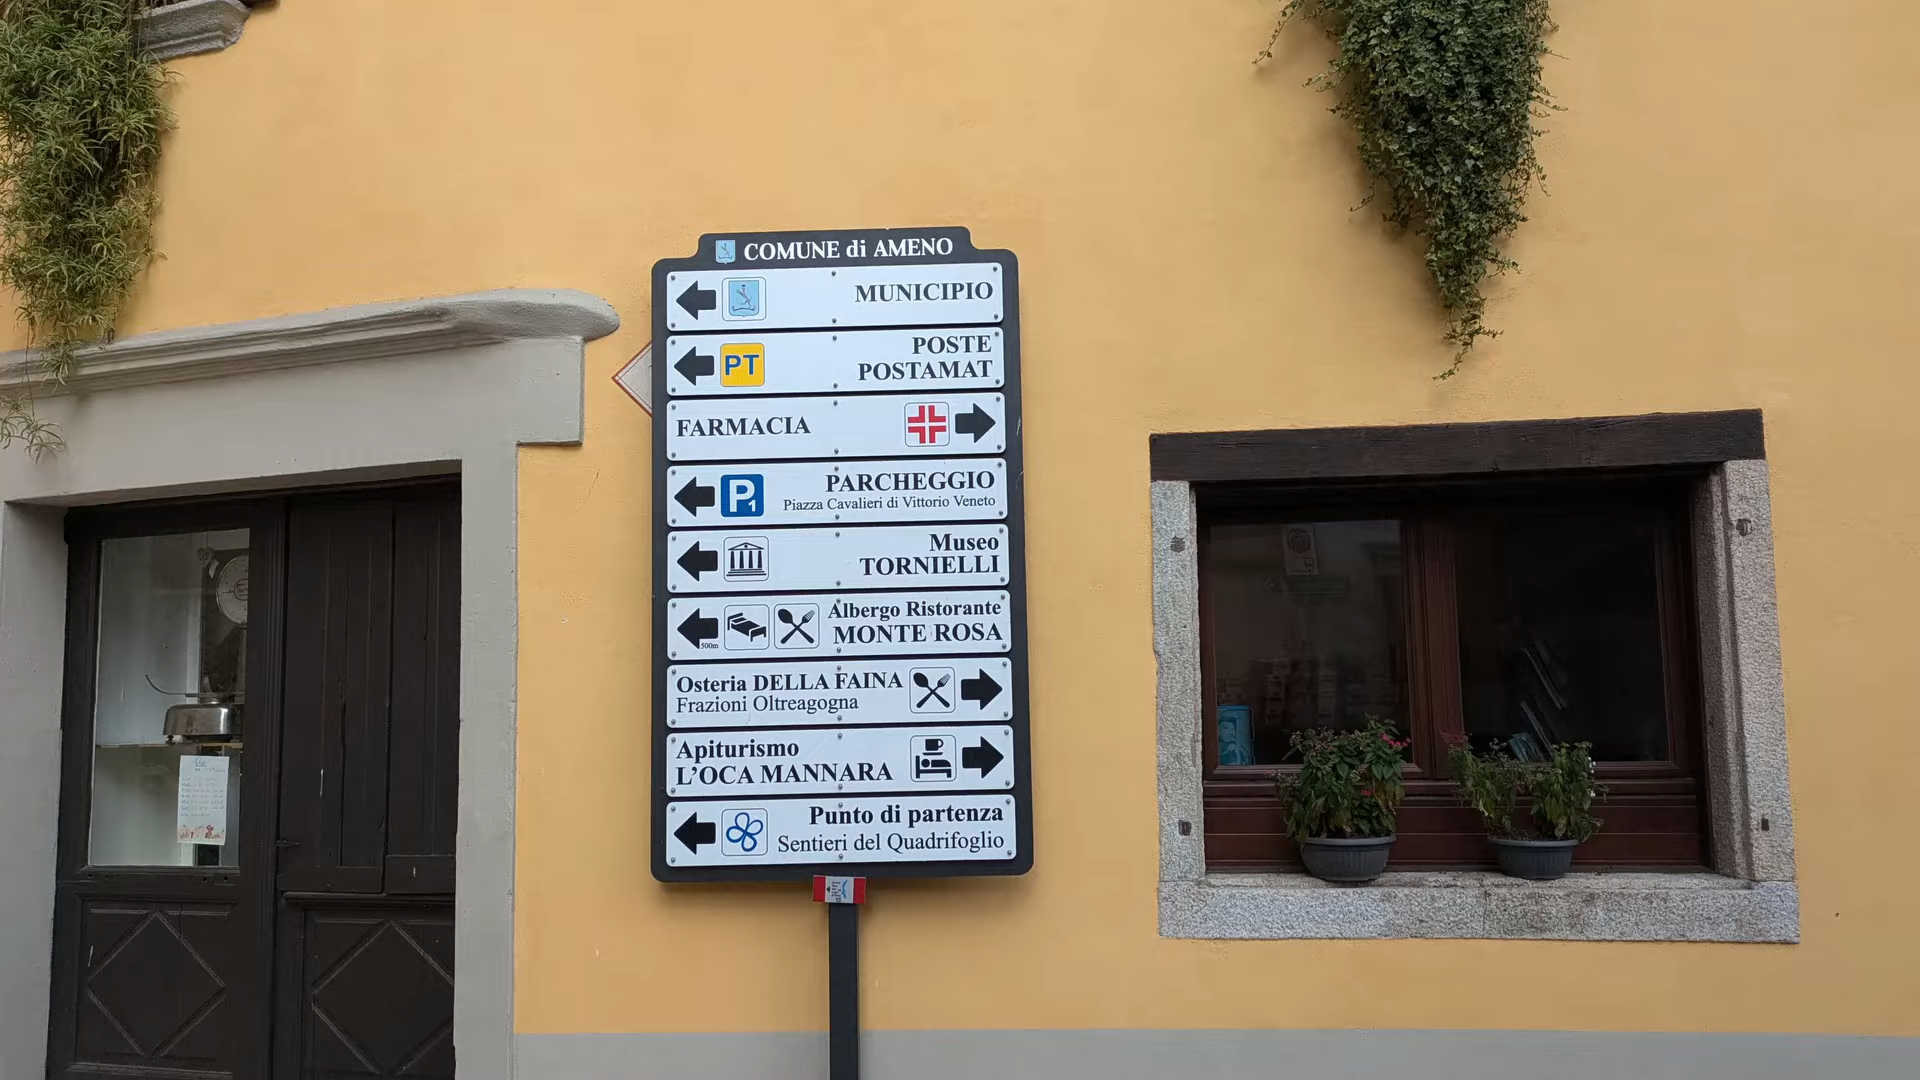 COMUNE di AMENO
MUNICIPIO
PT
POSTE
POSTAMAT
FARMACIA
P1
PARCHEGGIO
Piazza Cavalieri di Vittorio Veneto
Museo
TORNIELLI
500m
Albergo Ristorante
MONTE ROSA
Osteria DELLA FAINA
Frazioni Oltreagogna
Apiturismo
L'OCA MANNARA
Punto di partenza
Sentieri del Quadrifoglio